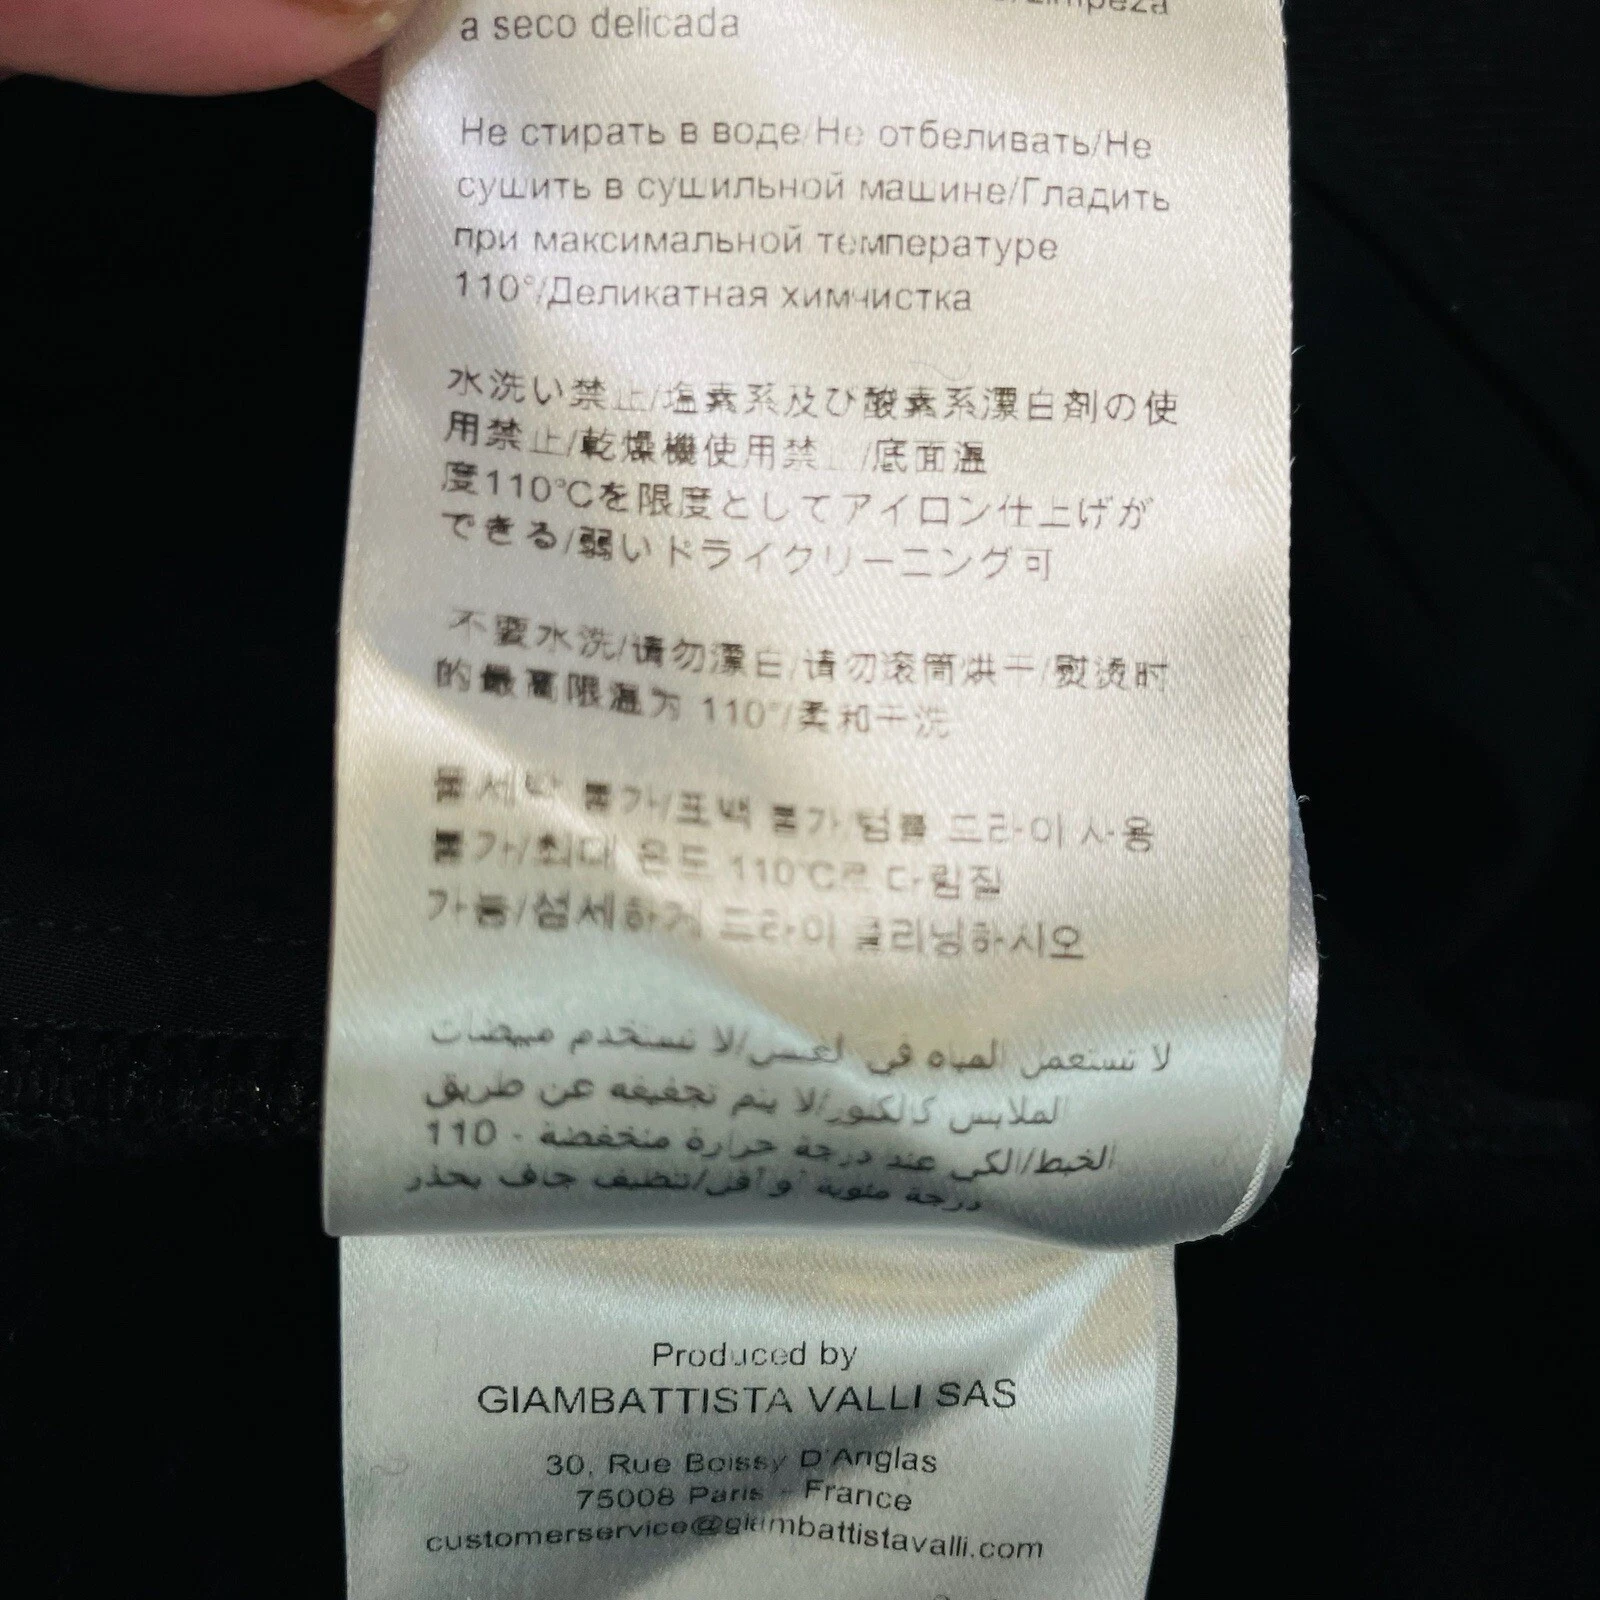 /Limpeza
a seco delicada
Не стирать в воде/Не отбеливать/Не
сушить в сушильной машине/Гладить
при максимальной температуре
110°/Деликатная химчистка
水洗い禁止/塩素系及び酸素系漂白剤の使
用禁止/乾燥機使用禁止/底面温
度110℃を限度としてアイロン仕上げが
できる/弱いドライクリーニング可
不要水洗/请勿漂白/请勿滚筒烘干/熨烫时
的最高限温为 110°/柔和干洗
물세탁 불가/표백 불가/텀블 드라이 사용
불가/최대 온도 110℃로 다림질
가능/섬세하게 드라이 클리닝하시오
لا تستعمل المياه في لغسس/لا تستخدم مبيضات
الملابس كالكلور/لا يتم تجفيفه عن طريق
الخبط/الكي عند درجة حرارة منخفضة - 110
درجة مئويه أو أقل/تنظيف جاف بحذر
Produced by
GIAMBATTISTA VALLI SAS
30, Rue Boissy D'Anglas
75008 Paris - France
customerservice@giambattistavalli.com